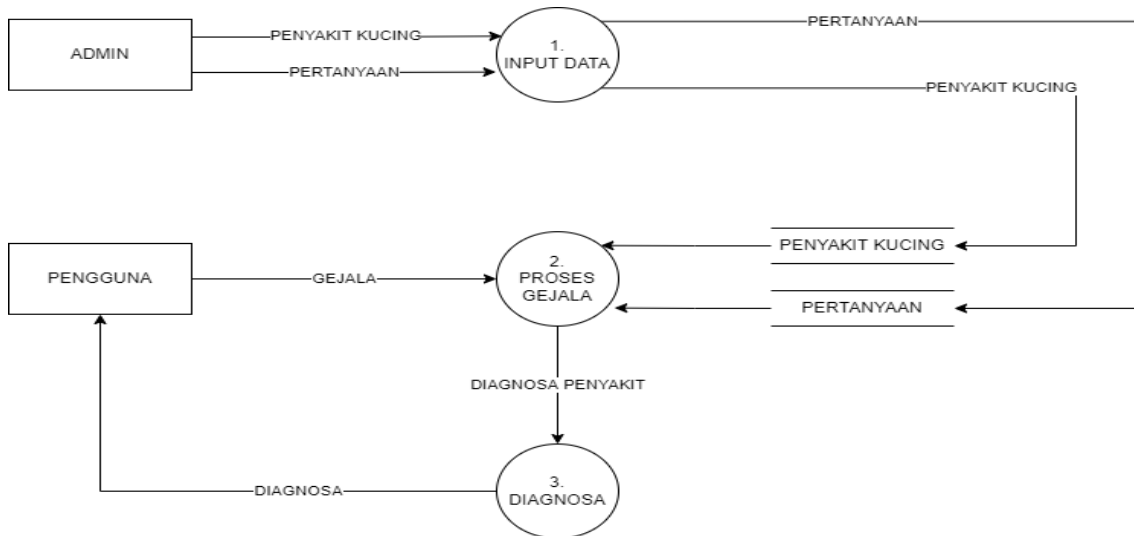 PERTANYAAN
ADMIN
PENYAKIT KUCING
1.
INPUT DATA
PERTANYAAN
PENYAKIT KUCING
PENGGUNA
GEJALA
2.
PROSES
GEJALA
PENYAKIT KUCING
PERTANYAAN
DIAGNOSA PENYAKIT
DIAGNOSA
3.
DIAGNOSA